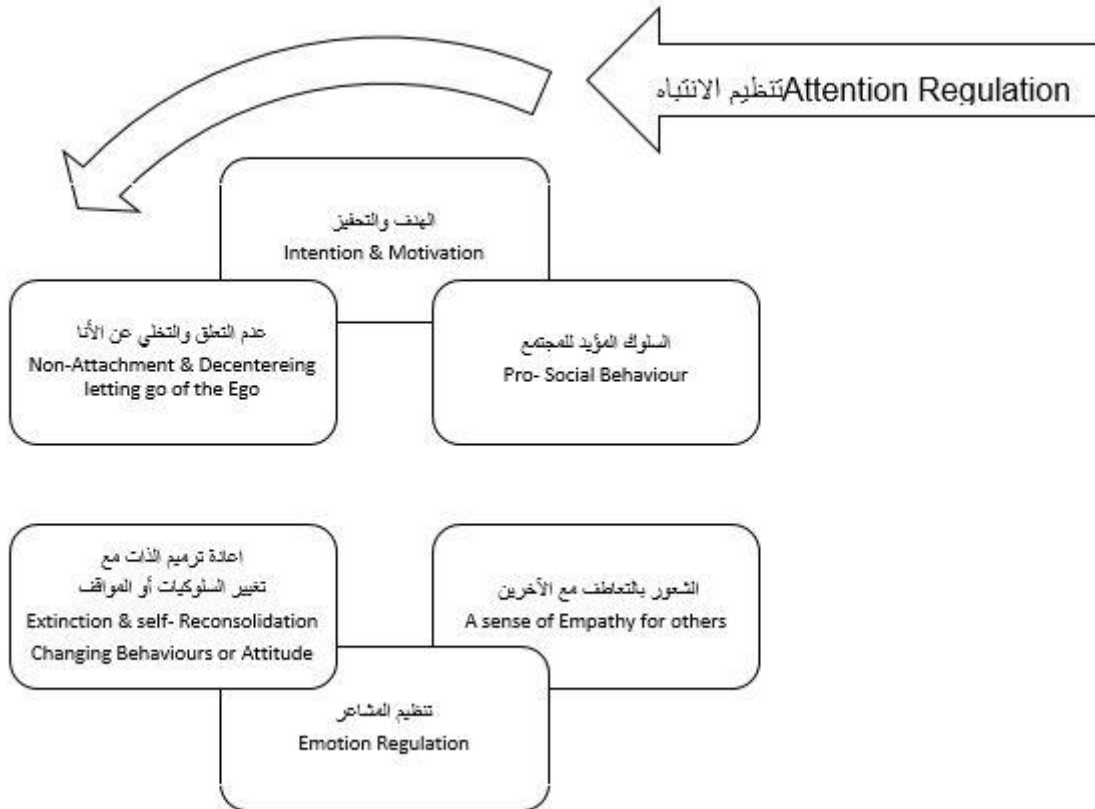 تنظيم الانتباه Attention Regulation
الهدف والتحفيز
Intention & Motivation
عدم التعلق والتخلي عن الأنا
Non-Attachment & Decentereing
letting go of the Ego
السلوك المؤيد للمجتمع
Pro- Social Behaviour
اعادة ترميم الذات مع
تغيير السلوكيات أو المواقف
Extinction & self- Reconsolidation
Changing Behaviours or Attitude
الشعور بالتعاطف مع الآخرين
A sense of Empathy for others
تنظيم المشاعر
Emotion Regulation